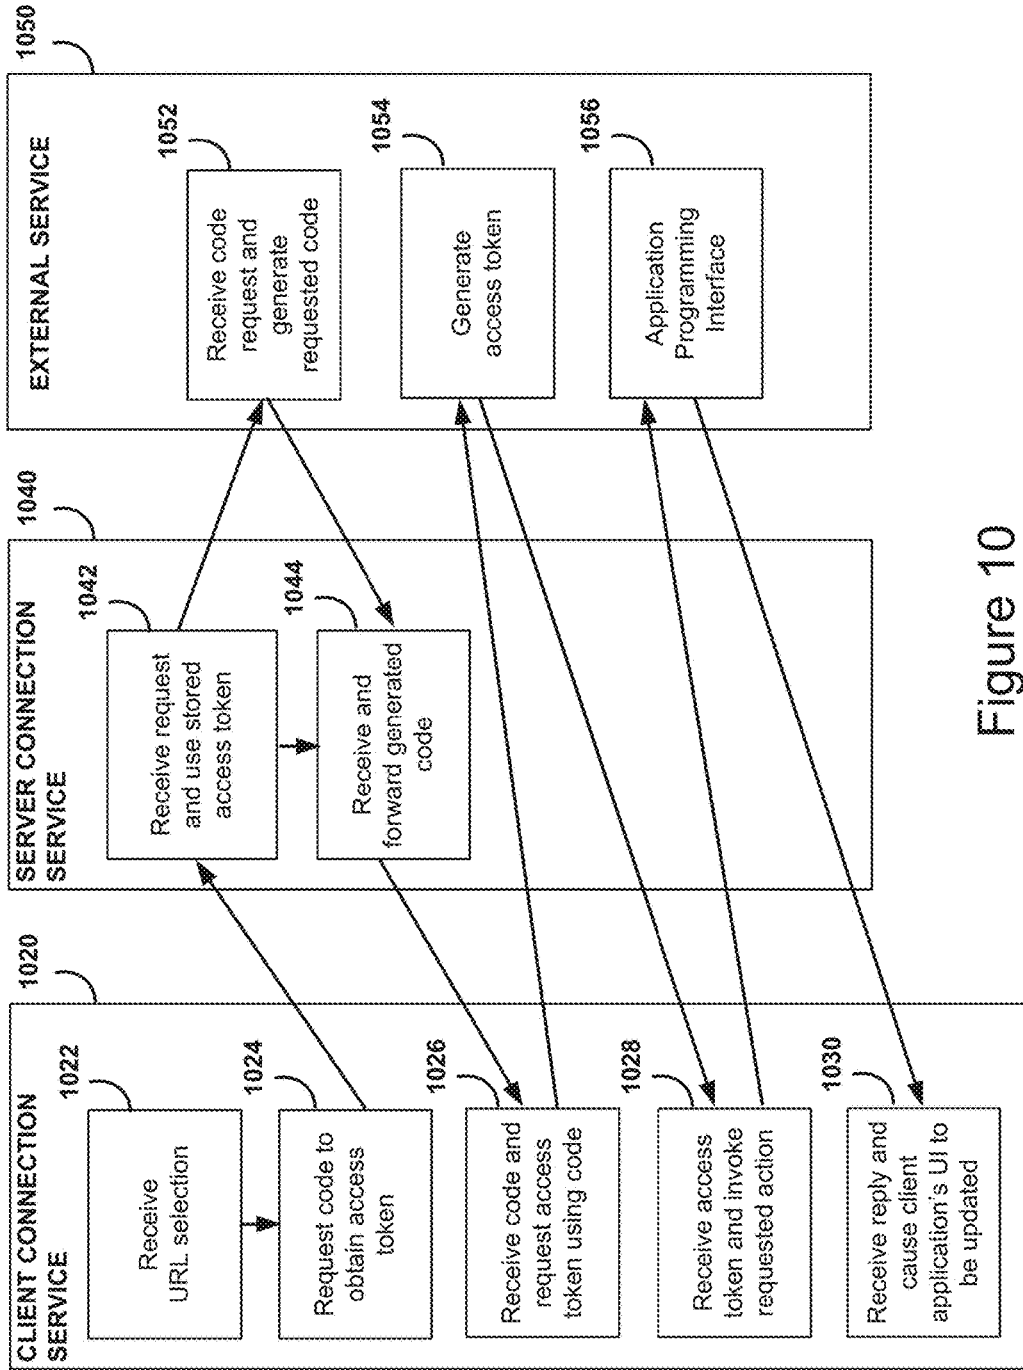 CLIENT CONNECTION
SERVICE
1020
Receive
URL selection
1022
Request code to
obtain access
token
1024
Receive code and
request access
token using code
1026
Receive access
token and invoke
requested action
1028
Receive reply and
cause client
application's UI to
be updated
1030
SERVER CONNECTION
SERVICE
1040
Receive request
and use stored
access token
1042
Receive and
forward generated
code
1044
EXTERNAL SERVICE
1050
Receive code
request and
generate
requested code
1052
Generate
access token
1054
Application
Programming
Interface
1056
Figure 10